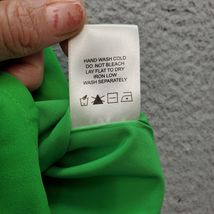 HAND WASH COLD
DO NOT BLEACH
LAY FLAT TO DRY
IRON LOW
WASH SEPARATELY